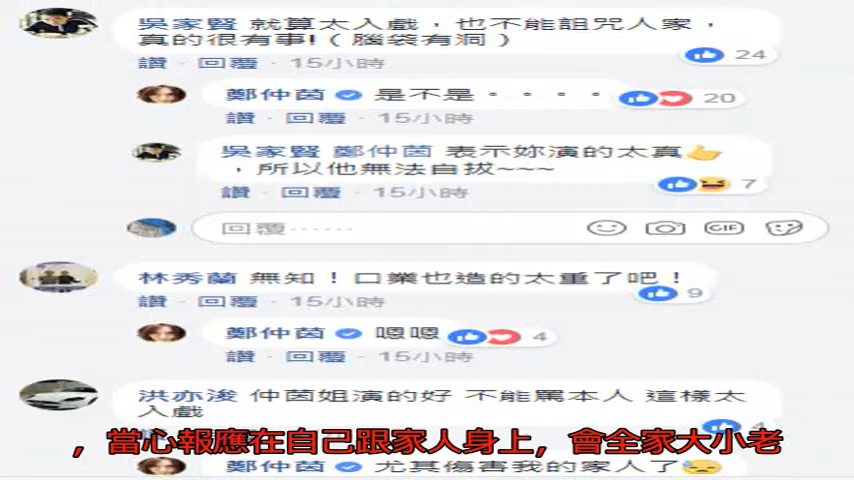 吳家賢 就算太入戲，也不能詛咒人家，
真的很有事!（腦袋有洞）
24
讚 · 回覆 · 15小時
鄭仲茵 是不是・・・・
20
讚 · 回覆 · 15小時
吳家賢 鄭仲茵 表示妳演的太真
，所以他無法自拔~~~
7
讚 · 回覆 · 15小時
回覆⋯⋯
GIF
林秀蘭 無知！口業也造的太重了吧！
9
讚 · 回覆 · 15小時
鄭仲茵 嗯嗯
4
讚 · 回覆 · 15小時
洪亦浚 仲茵姐演的好 不能罵本人 這樣太
入戲
，當心報應在自己跟家人身上，會全家大小老
鄭仲茵 尤其傷害我的家人了